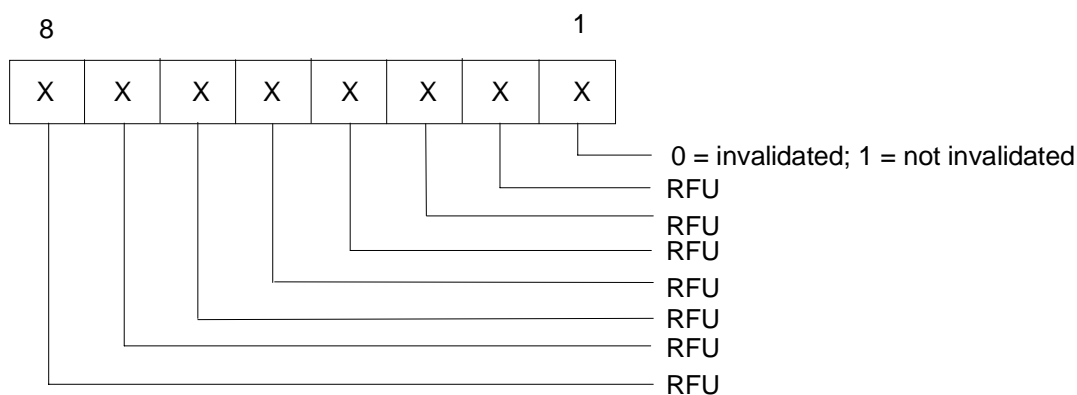 8 1
X X X X X X X X
0 = invalidated; 1 = not invalidated
RFU
RFU
RFU
RFU
RFU
RFU
RFU